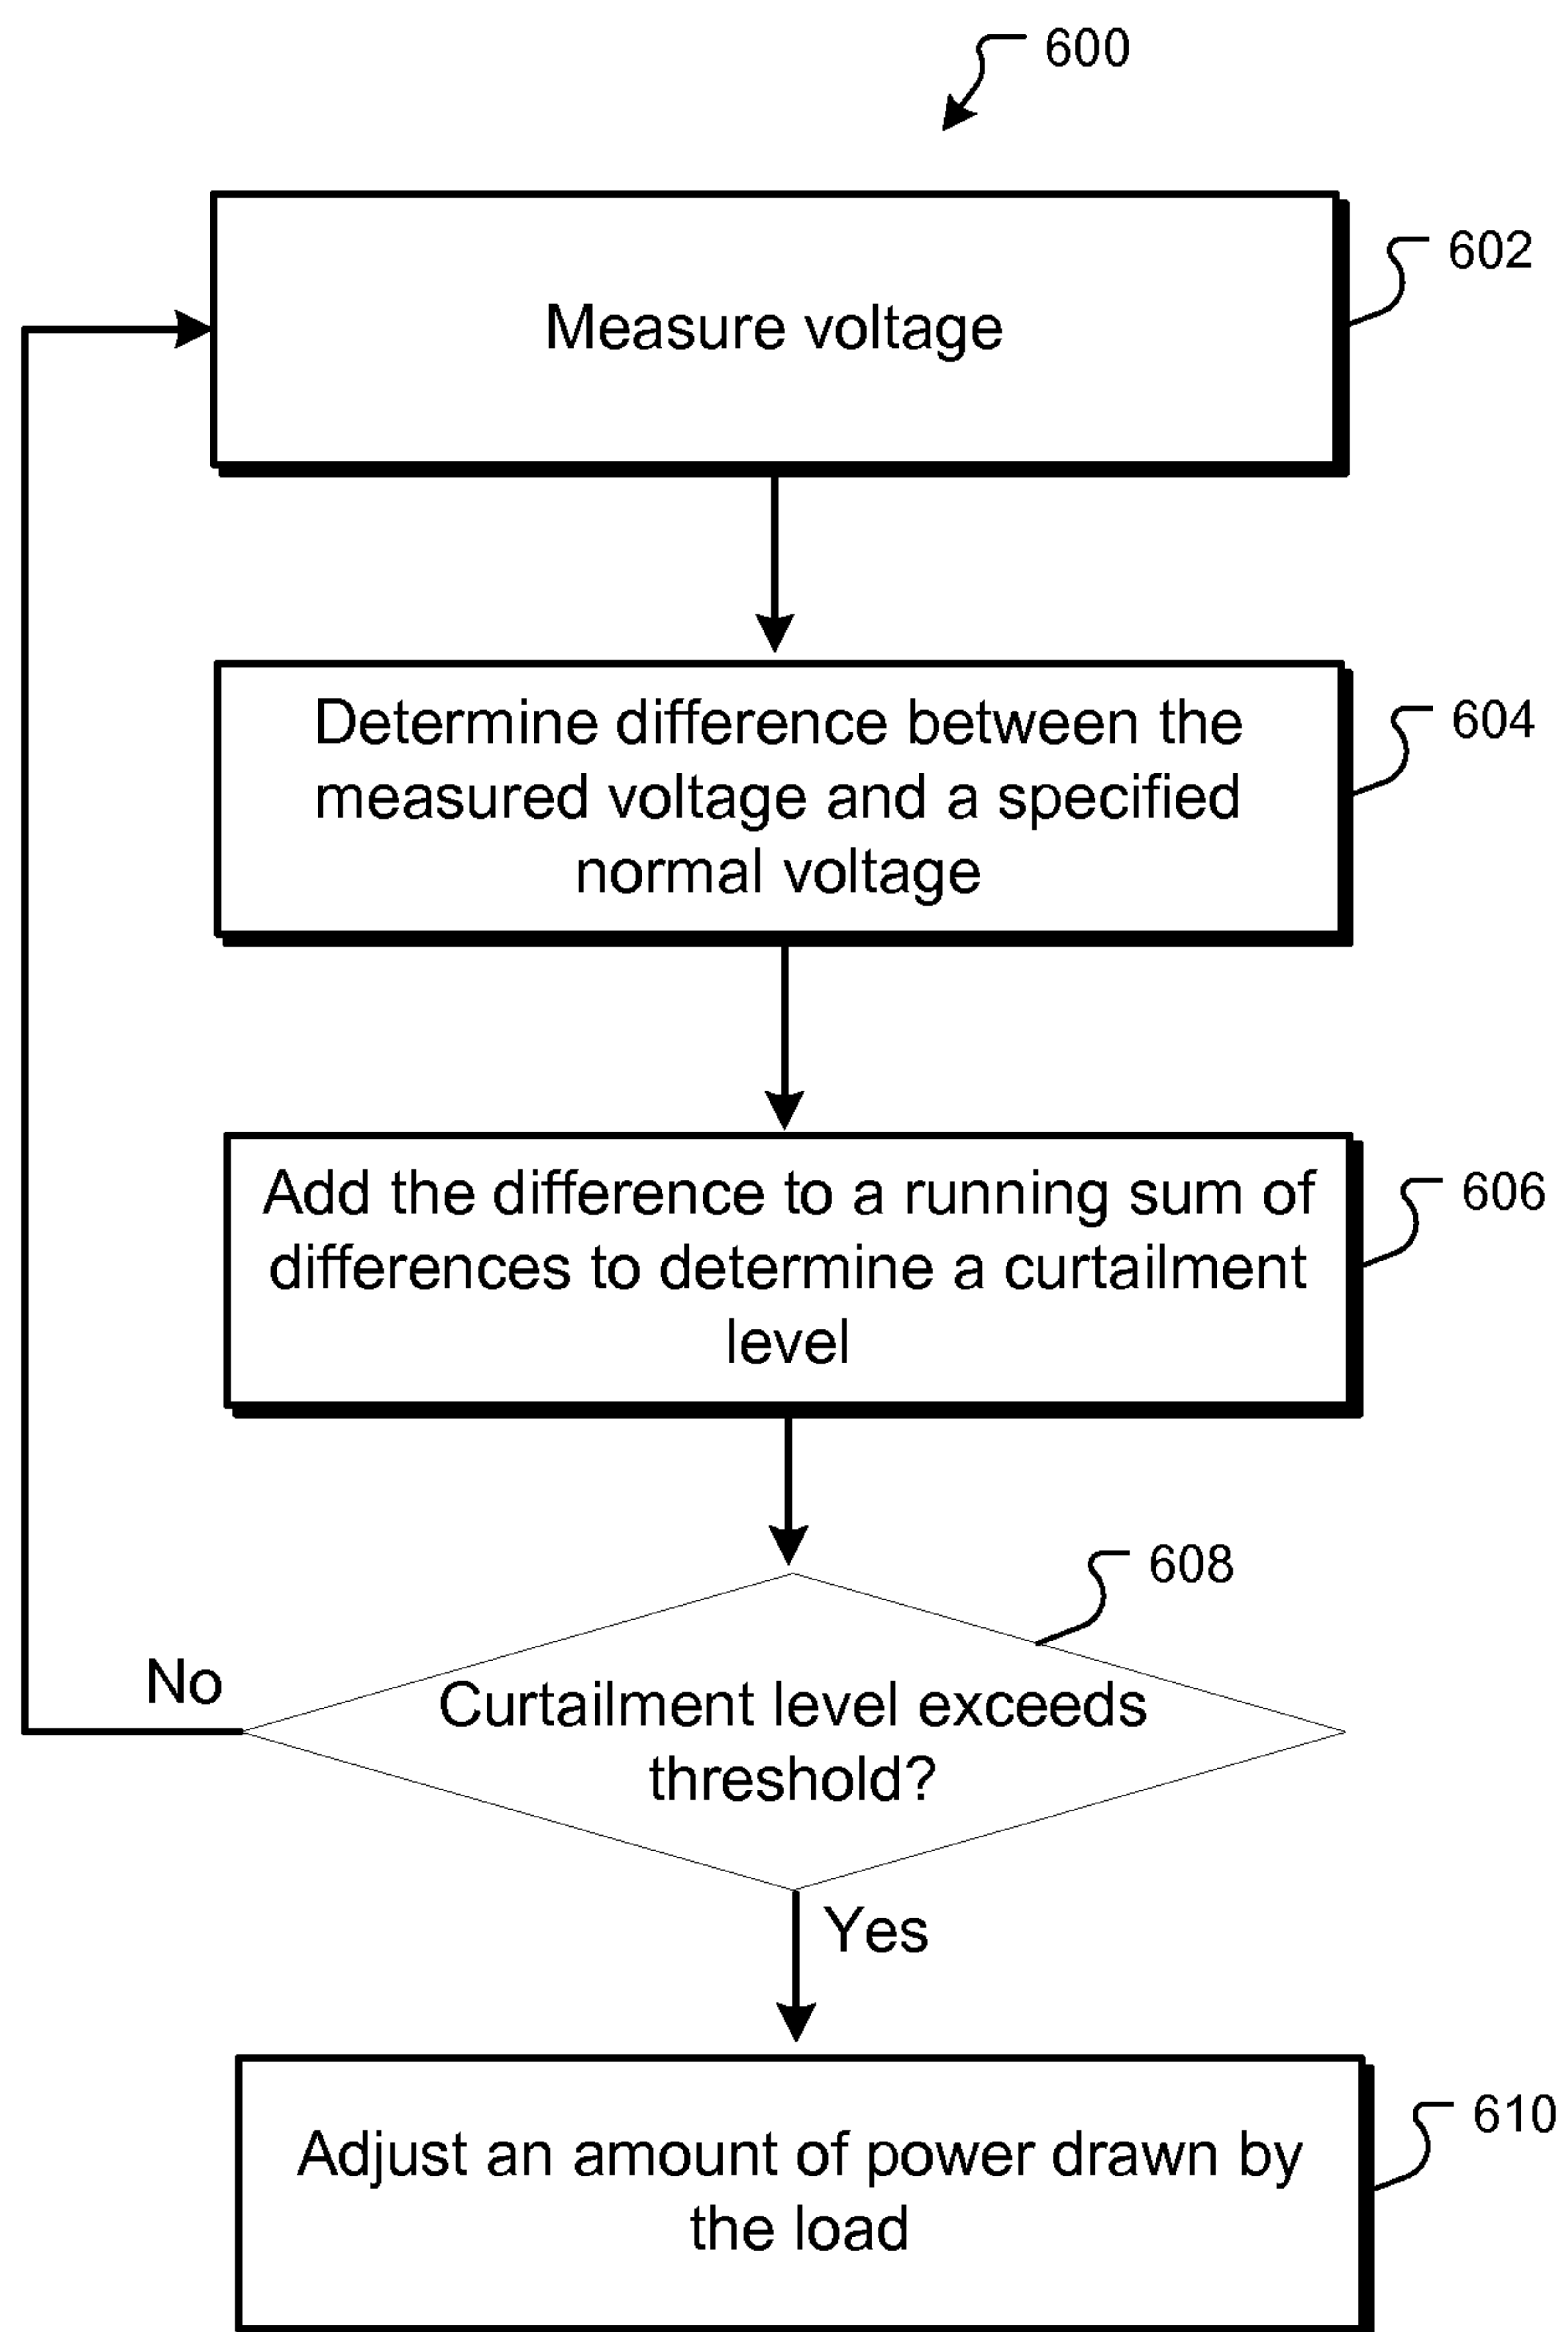 600
Measure voltage
602
Determine difference between the
measured voltage and a specified
normal voltage
604
Add the difference to a running sum of
differences to determine a curtailment
level
606
608
Curtailment level exceeds
threshold?
No
Yes
Adjust an amount of power drawn by
the load
610